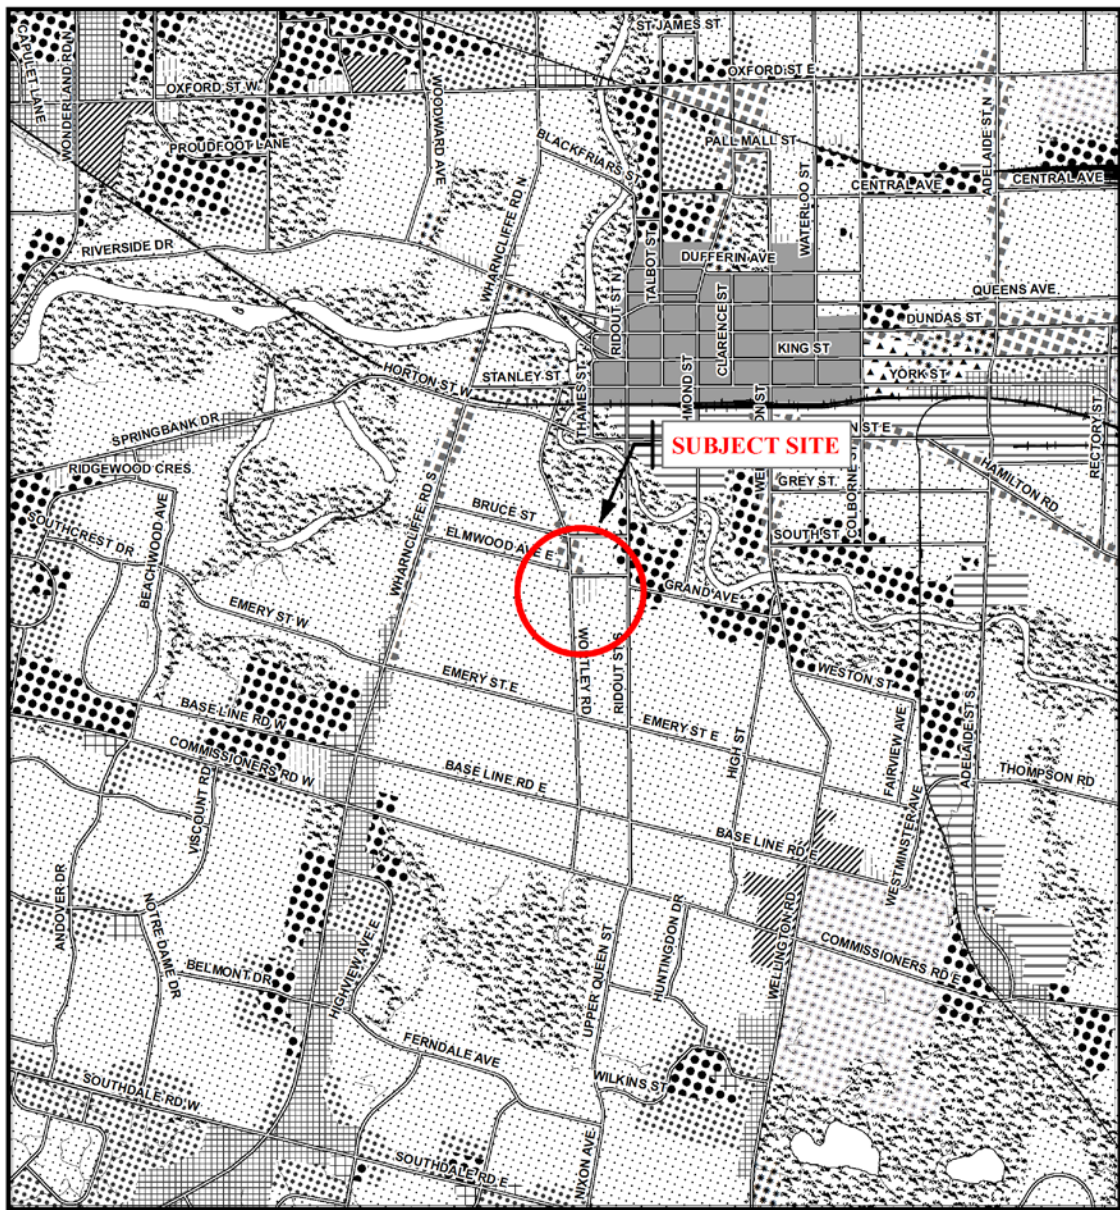 ST JAMES ST
CAPULET LANE
WONDERLAND RD N
OXFORD ST W
WOODWARD AVE
OXFORD ST E
ADELAIDE ST N
PROUDFOOT LANE
BLACKFRIARS ST
PALL MALL ST
WATERLOO ST
CENTRAL AVE
CENTRAL AVE
RIVERSIDE DR
WHARNCLIFFE RD N
TALBOT ST
DUFFERIN AVE
RIDOUT ST N
CLARENCE ST
QUEENS AVE
DUNDAS ST
KING ST
STANLEY ST
YORK ST
HORTON ST W
THAMES ST
MOND ST
SPRINGBANK DR
SUBJECT SITE
N ST E
RECTORY ST
RIDGEWOOD CRES
GREY ST
COLBORNE ST
HAMILTON RD
BEACHWOOD AVE
SOUTHCREST DR
WHARNCLIFFE RD S
BRUCE ST
ELMWOOD AVE E
SOUTH ST
GRAND AVE
EMERY ST W
WORTLEY RD
RIDOUT ST S
EMERY ST E
WESTON ST
BASE LINE RD W
EMERY ST E
HIGH ST
FAIRVIEW AVE
ADELAIDE ST S
COMMISSIONERS RD W
BASE LINE RD E
THOMPSON RD
VISCOUNT RD
BASE LINE RD E
WESTMINSTER AVE
ANDOVER DR
NOTRE DAME DR
HIGHVIEW AVE E
HUNTINGDON DR
WELLINGTON RD
COMMISSIONERS RD E
BELMONT DR
UPPER QUEEN ST
FERNDALE AVE
WILKINS ST
SOUTHDALE RD W
SOUTHDALE RD E
NIXON AVE